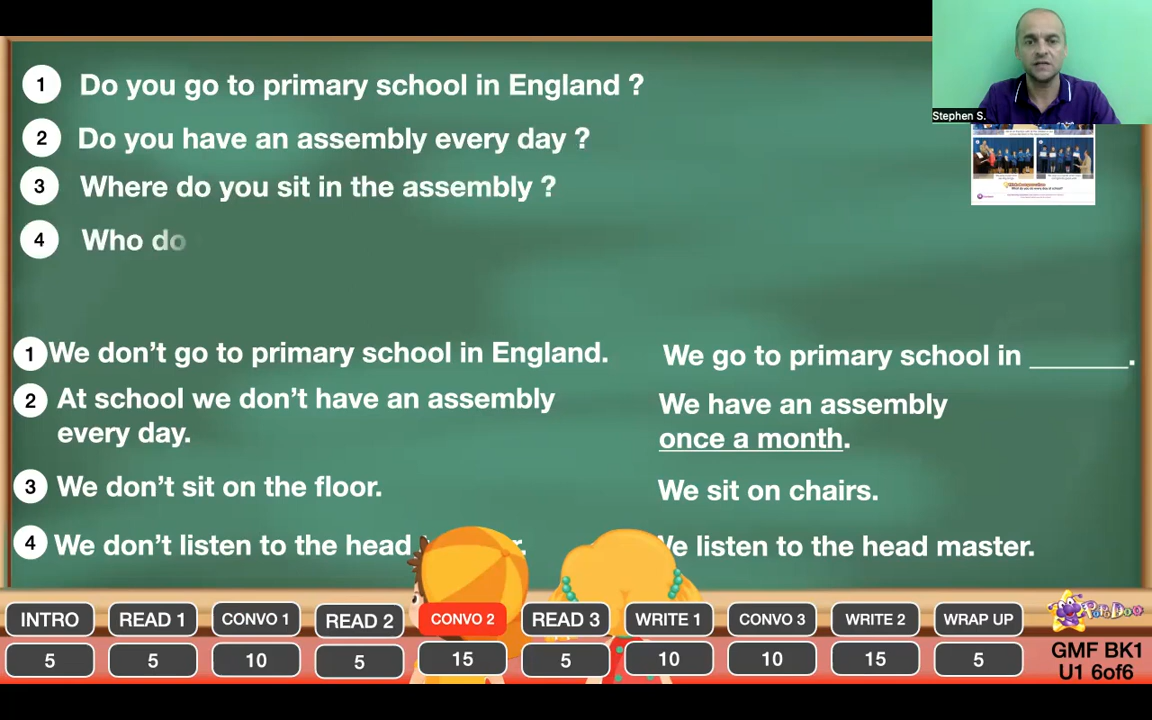 Stephen S.
1 Do you go to primary school in England ?
2 Do you have an assembly every day ?
3 Where do you sit in the assembly ?
4 Who do
1 We don't go to primary school in England. We go to primary school in _______.
2 At school we don't have an assembly We have an assembly
every day. once a month.
3 We don't sit on the floor. We sit on chairs.
4 We don't listen to the head We listen to the head master.
INTRO READ 1 CONVO 1 READ 2 CONVO 2 READ 3 WRITE 1 CONVO 3 WRITE 2 WRAP UP
5 5 10 5 15 5 10 10 15 5
GMF BK1
U1 6of6